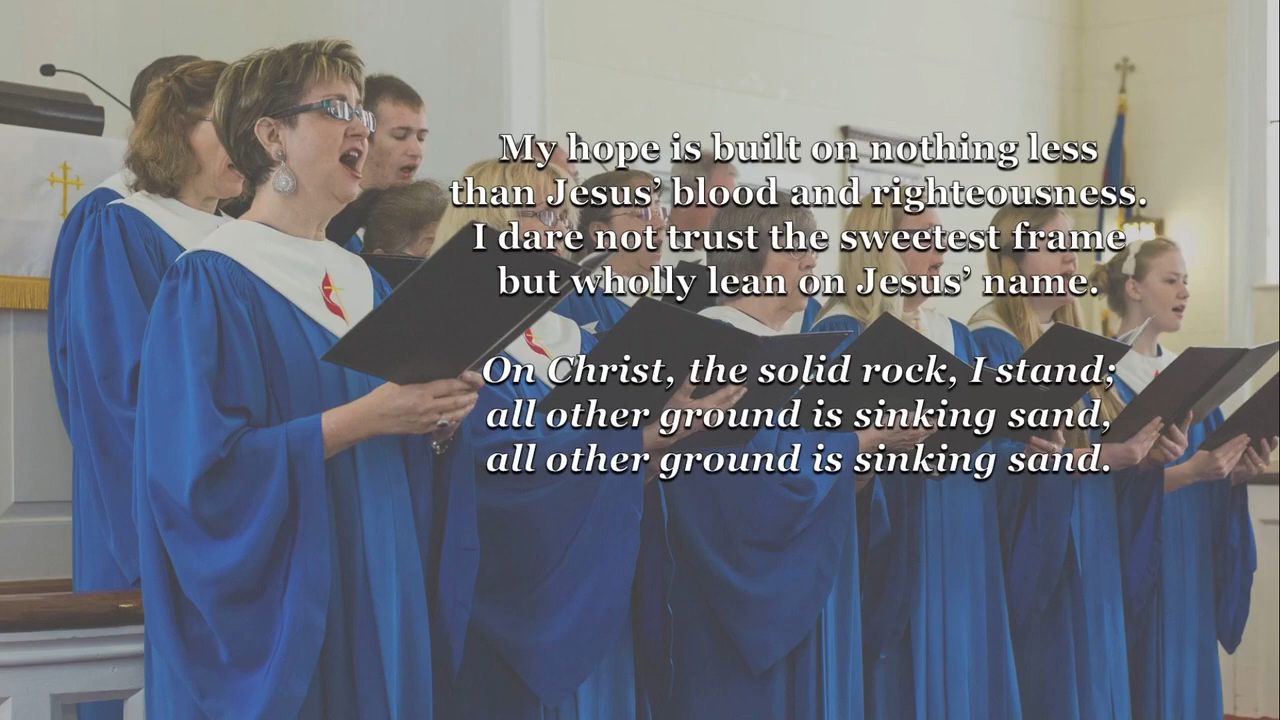 My hope is built on nothing less
than Jesus’ blood and righteousness.
I dare not trust the sweetest frame
but wholly lean on Jesus’ name.
On Christ, the solid rock, I stand;
all other ground is sinking sand,
all other ground is sinking sand.